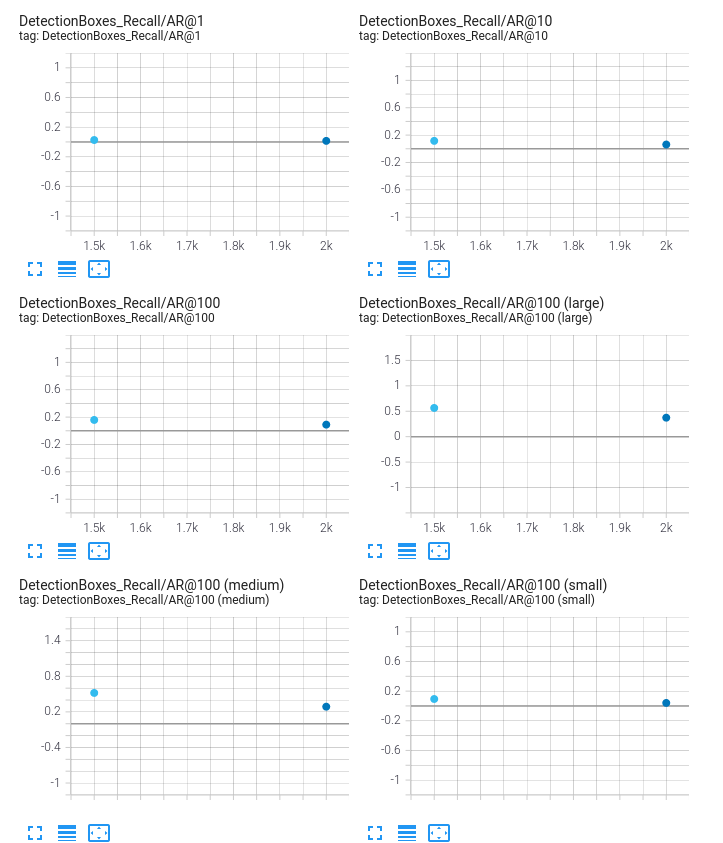 DetectionBoxes_Recall/AR@1
tag: DetectionBoxes_Recall/AR@1
1
0.6
0.2
-0.2
-0.6
-1
1.5k 1.6k 1.7k 1.8k 1.9k 2k
DetectionBoxes_Recall/AR@10
tag: DetectionBoxes_Recall/AR@10
1
0.6
0.2
-0.2
-0.6
-1
1.5k 1.6k 1.7k 1.8k 1.9k 2k
DetectionBoxes_Recall/AR@100
tag: DetectionBoxes_Recall/AR@100
1
0.6
0.2
-0.2
-0.6
-1
1.5k 1.6k 1.7k 1.8k 1.9k 2k
DetectionBoxes_Recall/AR@100 (large)
tag: DetectionBoxes_Recall/AR@100 (large)
1.5
1
0.5
0
-0.5
-1
1.5k 1.6k 1.7k 1.8k 1.9k 2k
DetectionBoxes_Recall/AR@100 (medium)
tag: DetectionBoxes_Recall/AR@100 (medium)
1.4
0.8
0.2
-0.4
-1
DetectionBoxes_Recall/AR@100 (small)
tag: DetectionBoxes_Recall/AR@100 (small)
1
0.6
0.2
-0.2
-0.6
-1